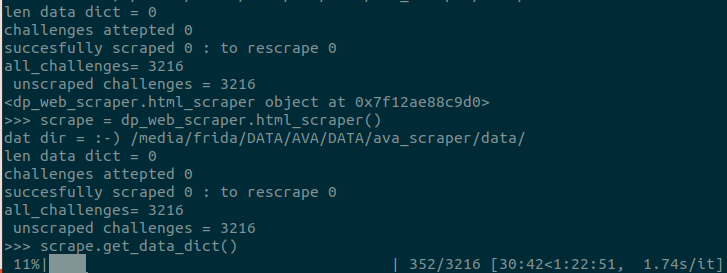 len data dict = 0
challenges attepted 0
succesfully scraped 0 : to rescrape 0
all_challenges= 3216
 unscraped challenges = 3216
<dp_web_scraper.html_scraper object at 0x7f12ae88c9d0>
>>> scrape = dp_web_scraper.html_scraper()
dat dir = :-) /media/frida/DATA/AVA/DATA/ava_scraper/data/
len data dict = 0
challenges attepted 0
succesfully scraped 0 : to rescrape 0
all_challenges= 3216
 unscraped challenges = 3216
>>> scrape.get_data_dict()
 11%|    | 352/3216 [30:42<1:22:51,  1.74s/it]